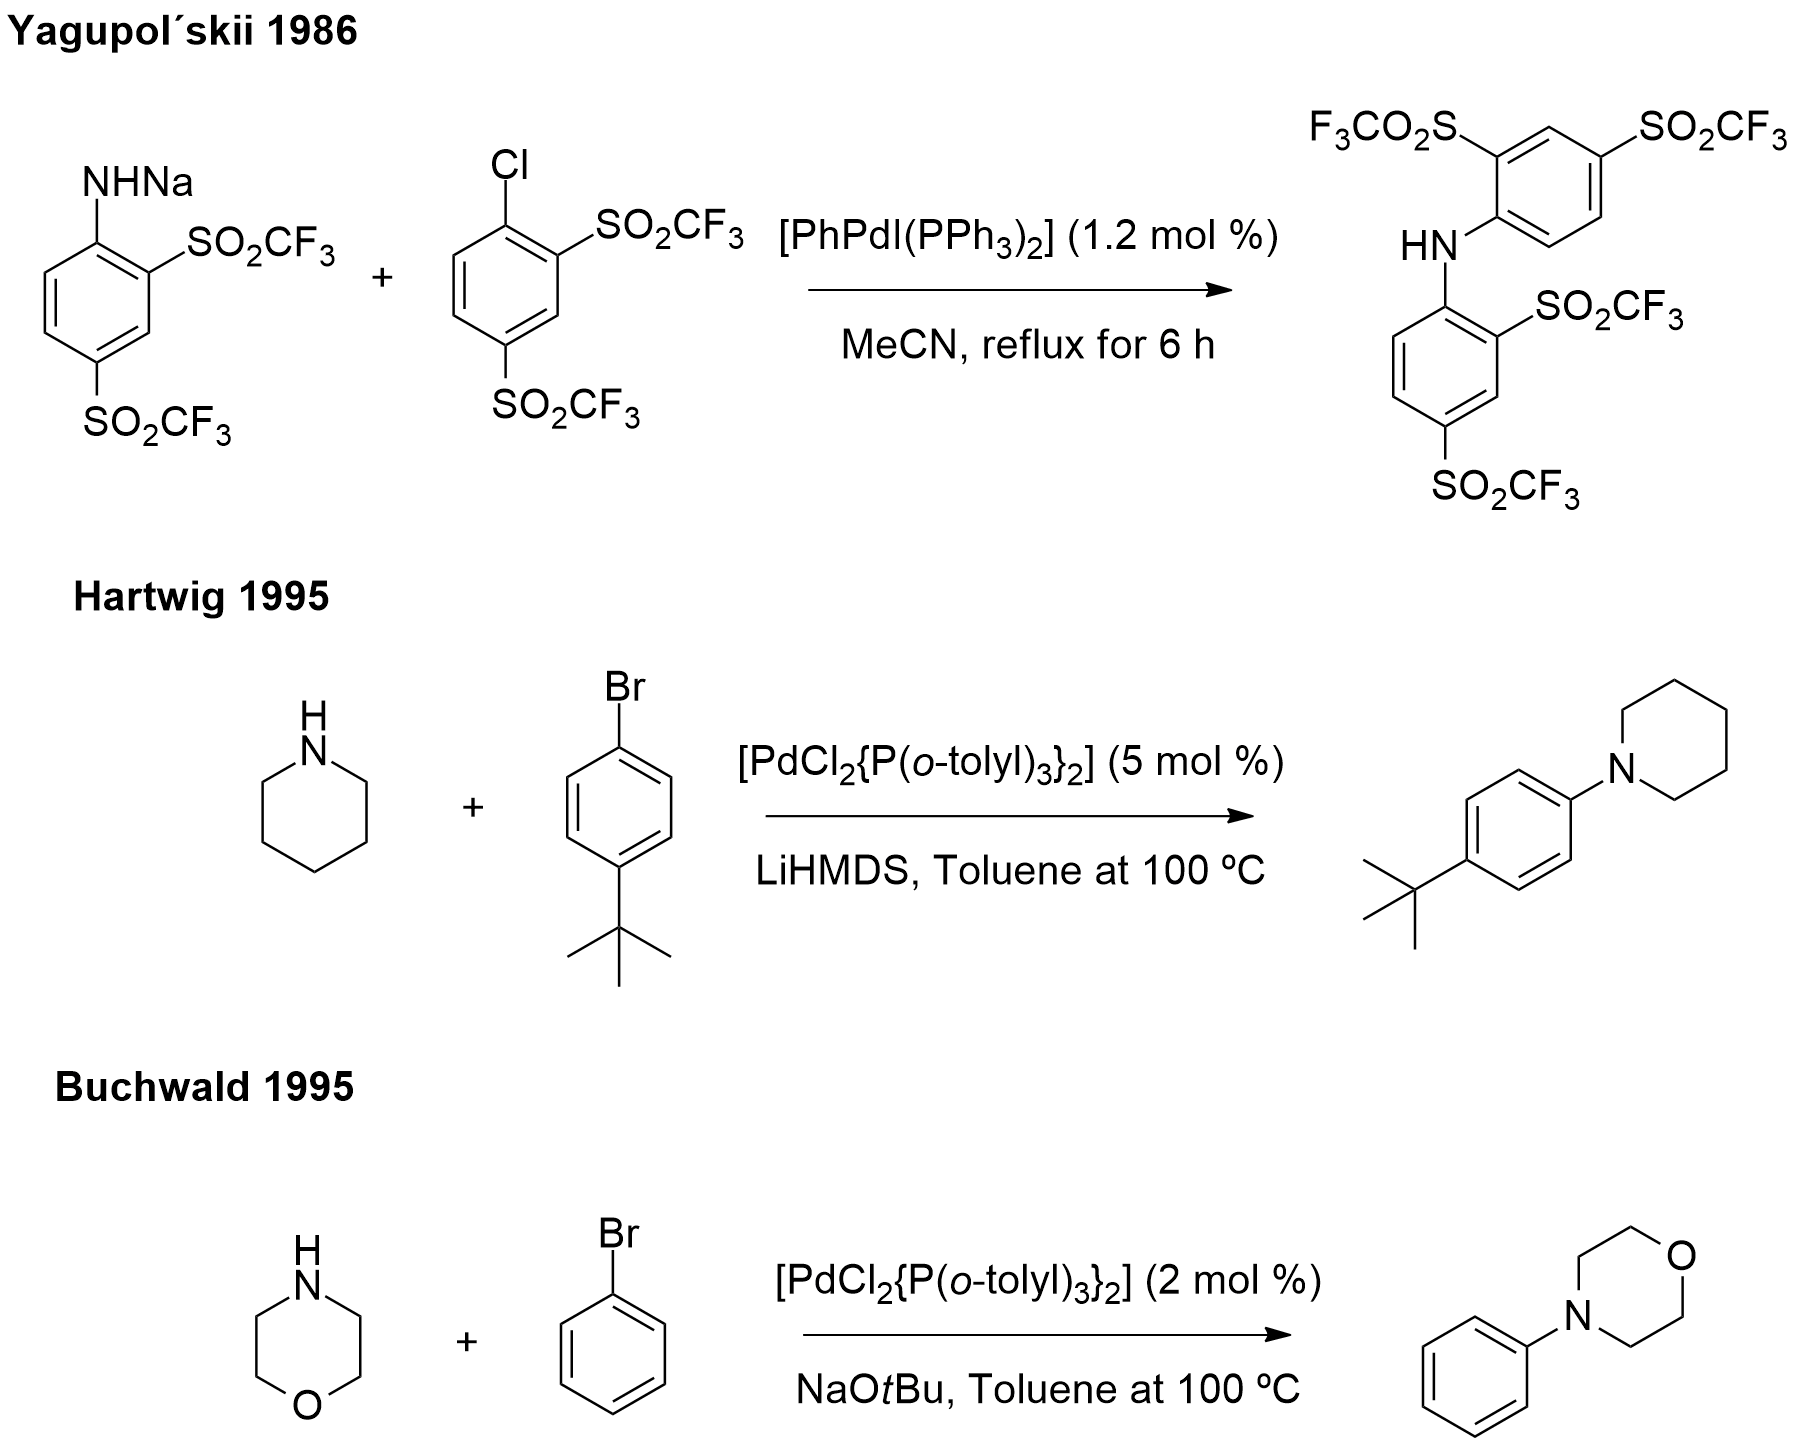 Yagupol´skii 1986
NHNa
SO₂CF₃
SO₂CF₃
+
Cl
SO₂CF₃
SO₂CF₃
[PhPdI(PPh₃)₂] (1.2 mol %)
MeCN, reflux for 6 h
F₃CO₂S
SO₂CF₃
HN
SO₂CF₃
SO₂CF₃
Hartwig 1995
H
N
+
Br
[PdCl₂{P(o-tolyl)₃}₂] (5 mol %)
LiHMDS, Toluene at 100 ºC
N
Buchwald 1995
H
N
O
+
Br
[PdCl₂{P(o-tolyl)₃}₂] (2 mol %)
NaOtBu, Toluene at 100 ºC
O
N